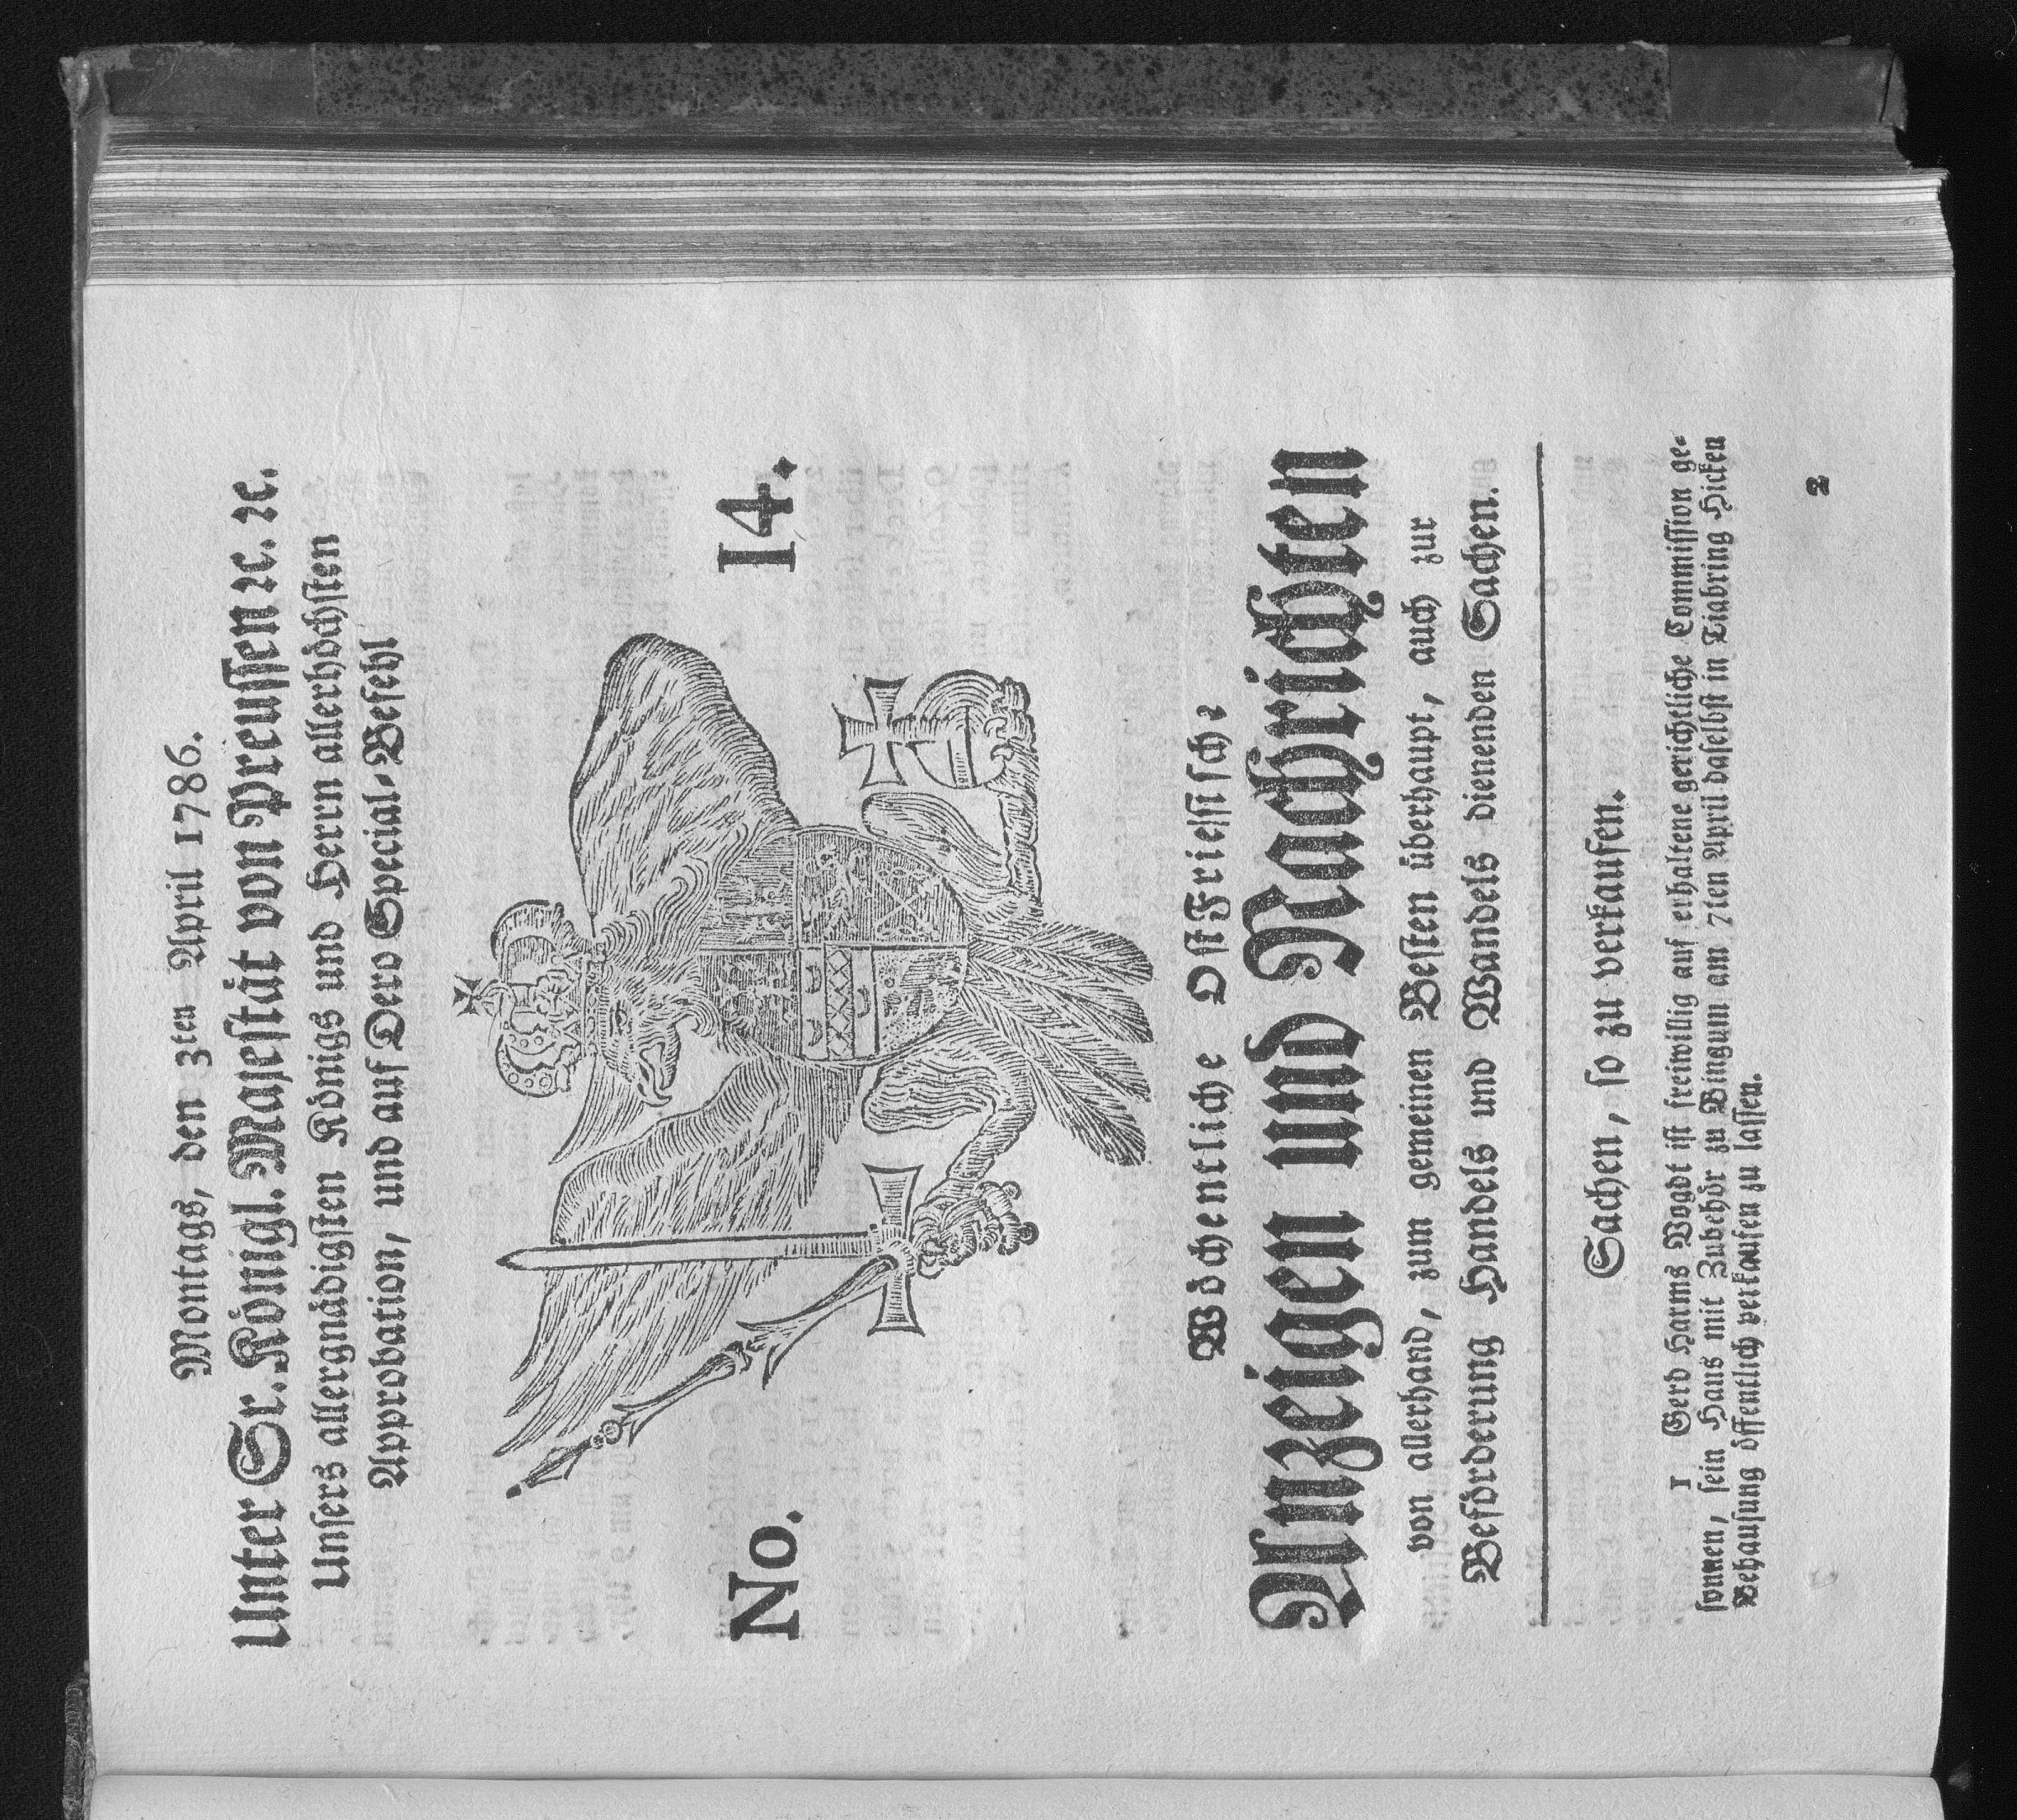 Montags, den 3ten April 1786.
Unter Sr. Königl. Majestät von Preussen ꝛc. ꝛc.
Unsers allergnädigsten Königs und Herrn allerhöchsten
Approbation, und auf Dero Special-Befehl
No. 14.
Wöchentliche OstFriesische
Anzeigen und Nachrichten
von allerhand, zum gemeinen Besten überhaupt, auch zur
Beförderung Handels und Wandels dienenden Sachen.
Sachen, so zu verkaufen.
1 Gerd Harms Vogdt ist freiwillig auf erhaltene gerichtliche Commission ge-
sonnen, sein Haus mit Zubehör zu Bingum am 7ten April daselbst in Tiabring Hicken
Behausung öffentlich verkaufen zu lassen.
2